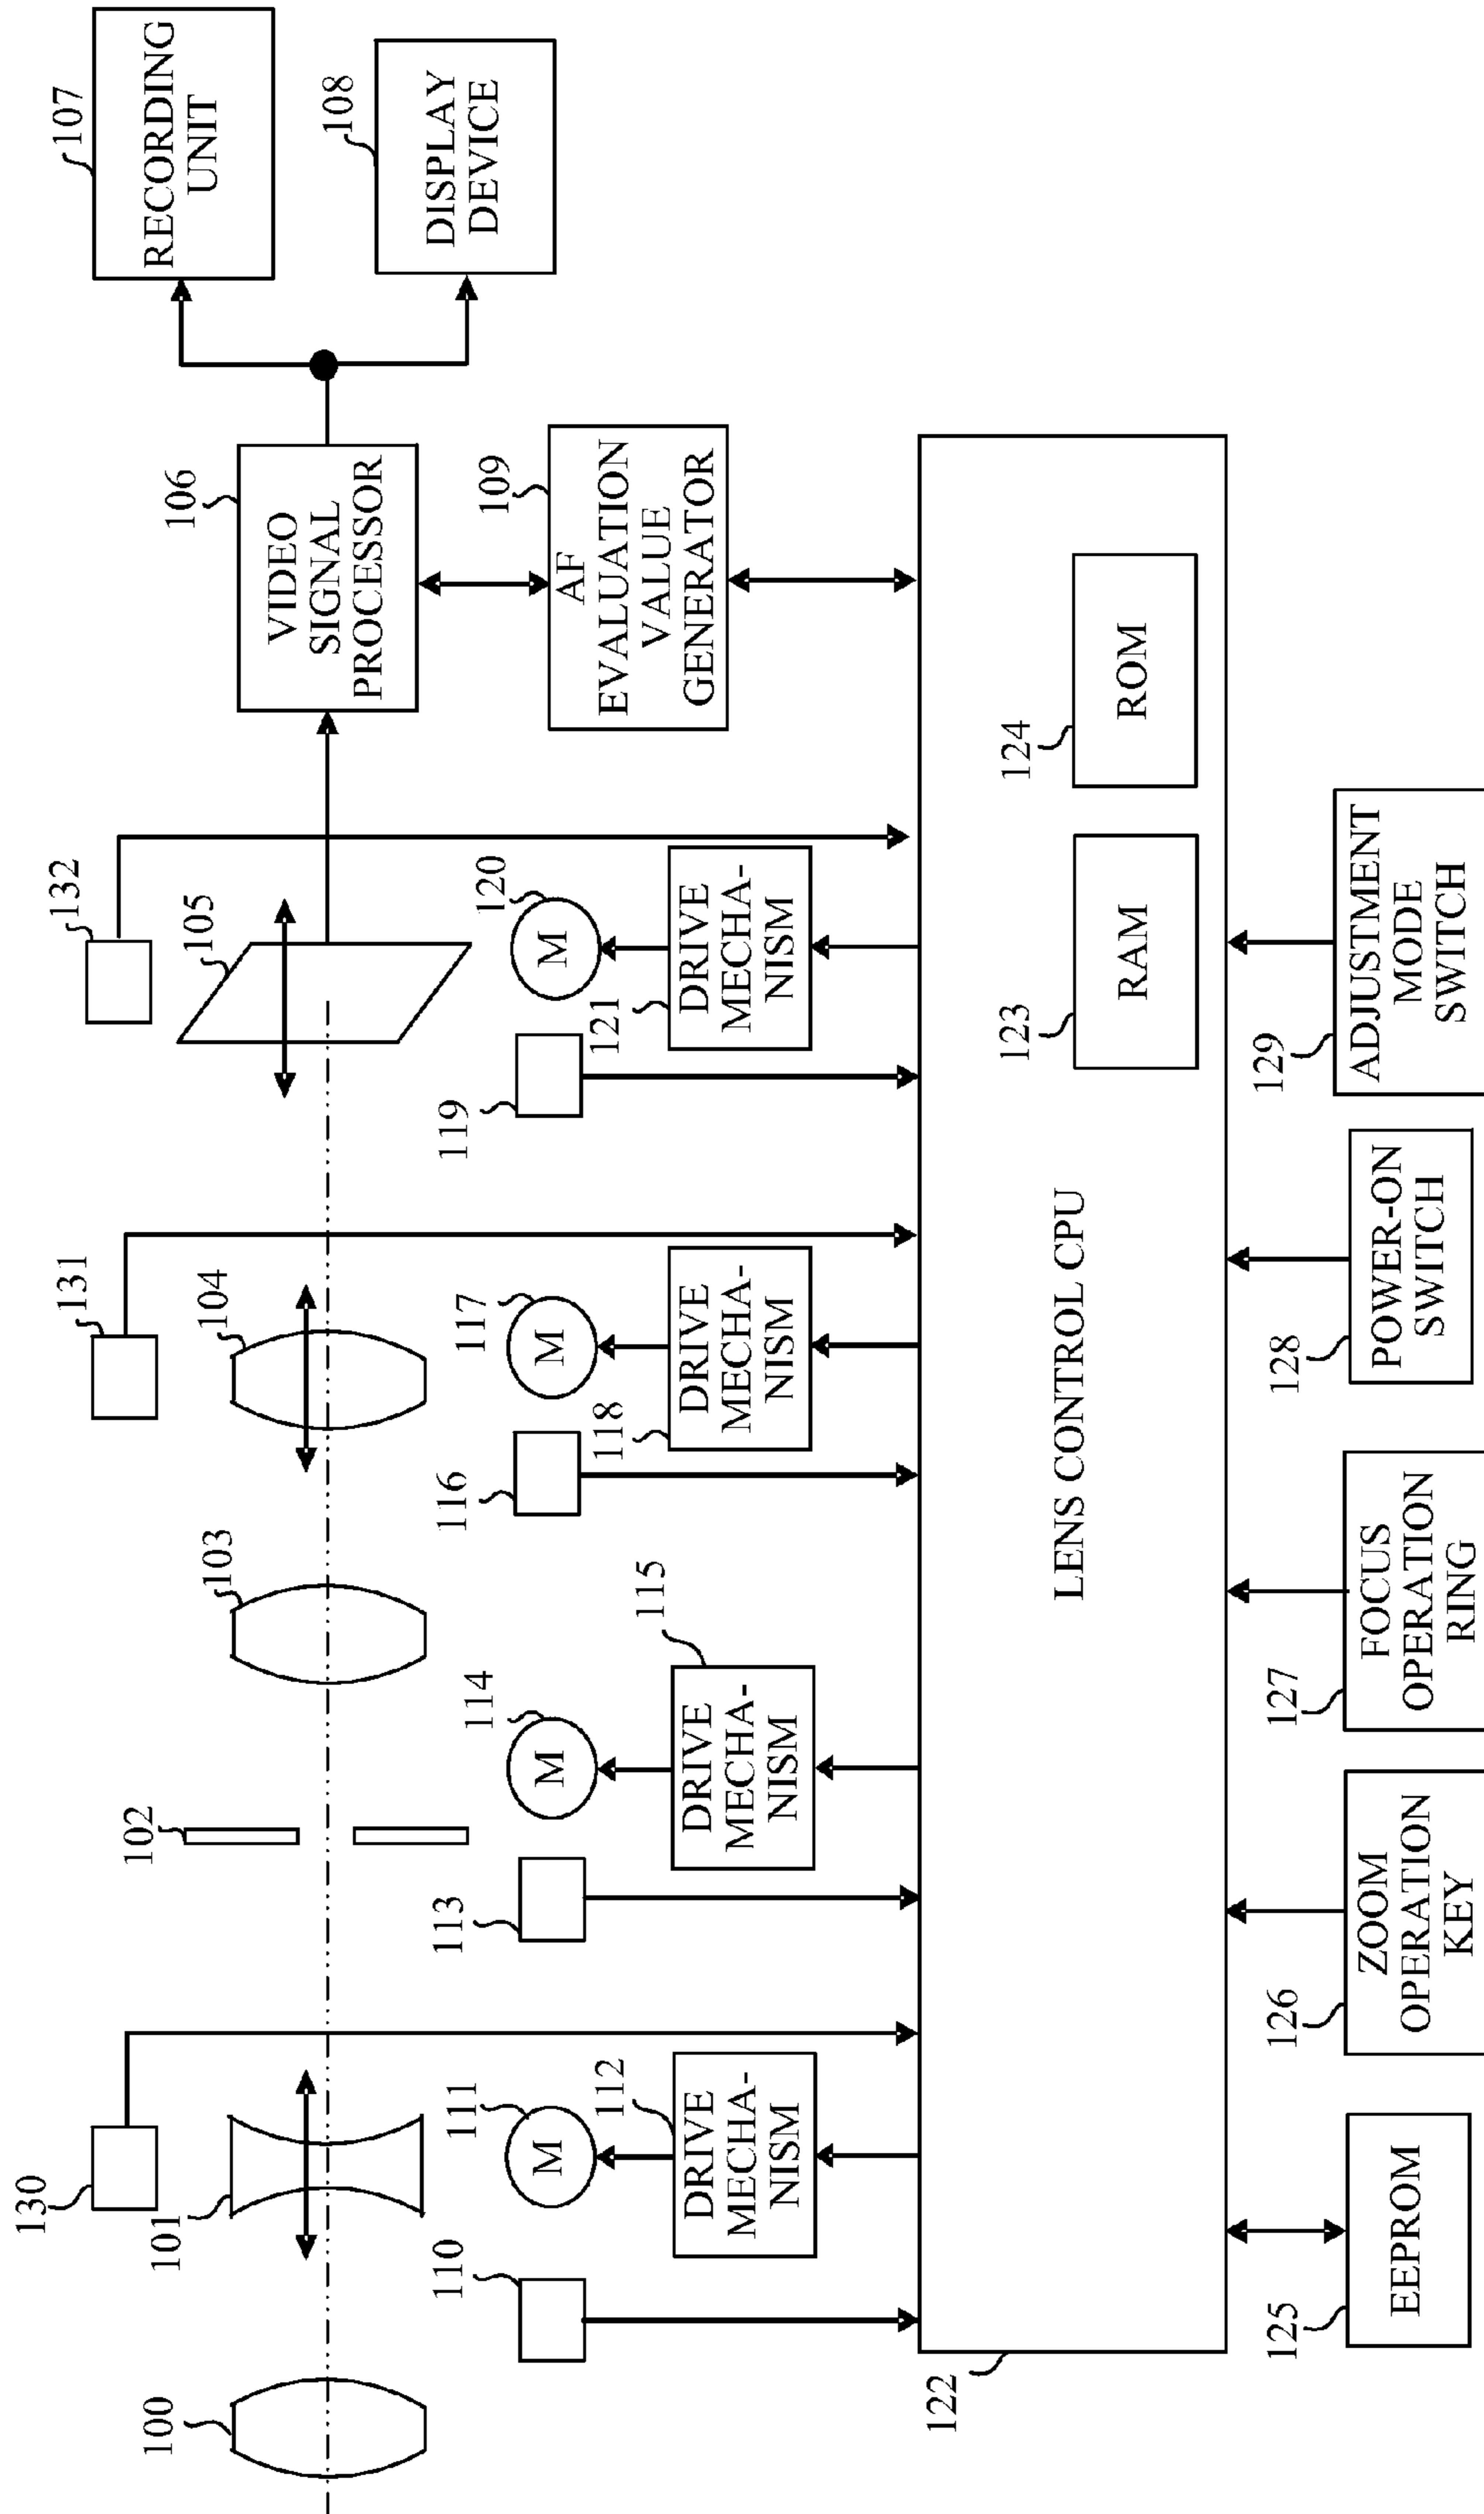 107
RECORDING
UNIT
108
DISPLAY
DEVICE
106
VIDEO
SIGNAL
PROCESSOR
109
AF
EVALUATION
VALUE
GENERATOR
130
101
100
102
103
131
104
132
105
110
111
M
112
DRIVE
MECHA-
NISM
113
114
M
115
DRIVE
MECHA-
NISM
116
117
M
118
DRIVE
MECHA-
NISM
119
120
M
121
DRIVE
MECHA-
NISM
122
LENS CONTROL CPU
123
RAM
124
ROM
125
EEPROM
126
ZOOM
OPERATION
KEY
127
FOCUS
OPERATION
RING
128
POWER-ON
SWITCH
129
ADJUSTMENT
MODE
SWITCH